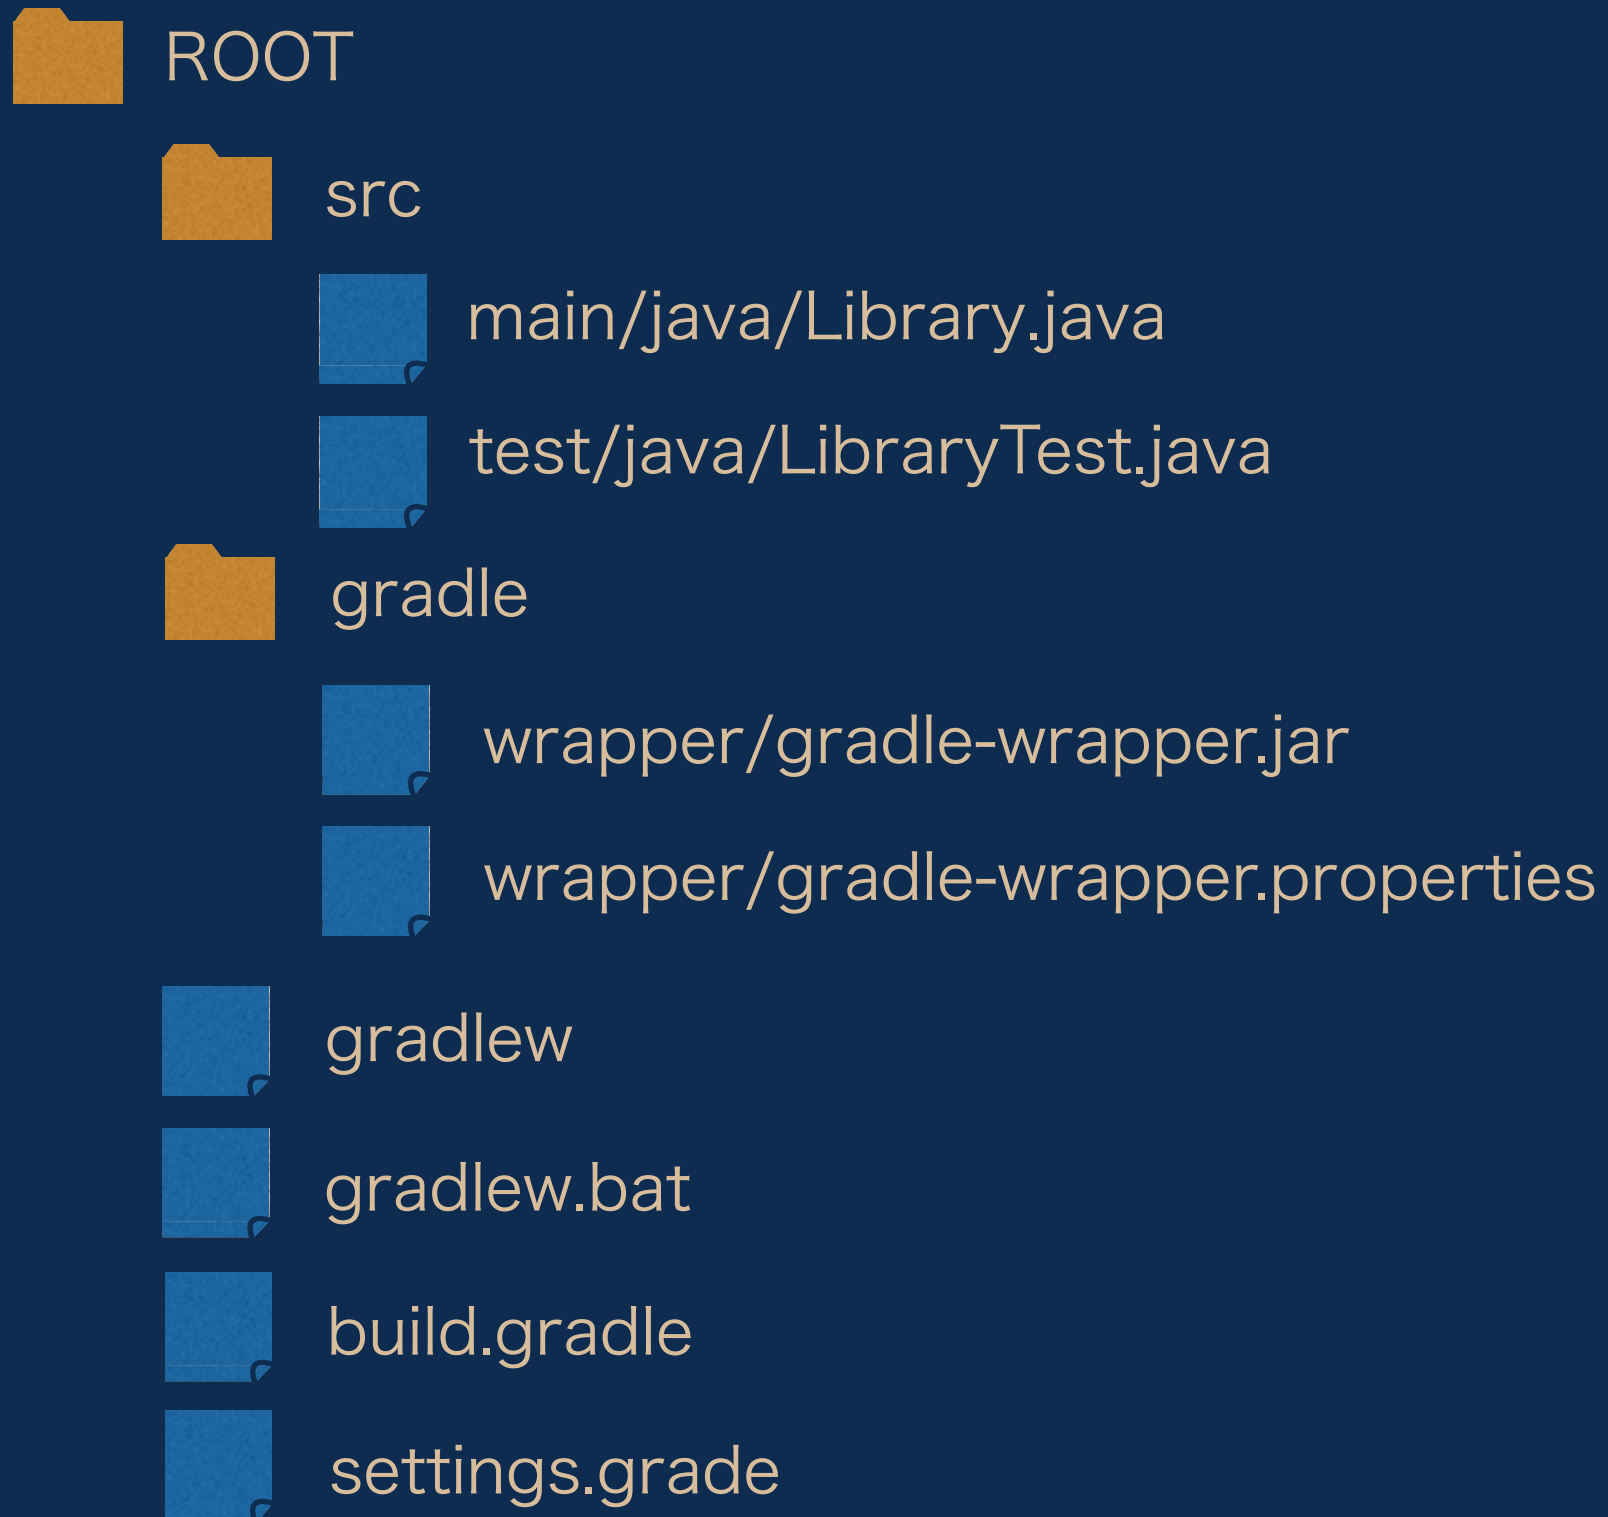 ROOT
src
main/java/Library.java
test/java/LibraryTest.java
gradle
wrapper/gradle-wrapper.jar
wrapper/gradle-wrapper.properties
gradlew
gradlew.bat
build.gradle
settings.grade